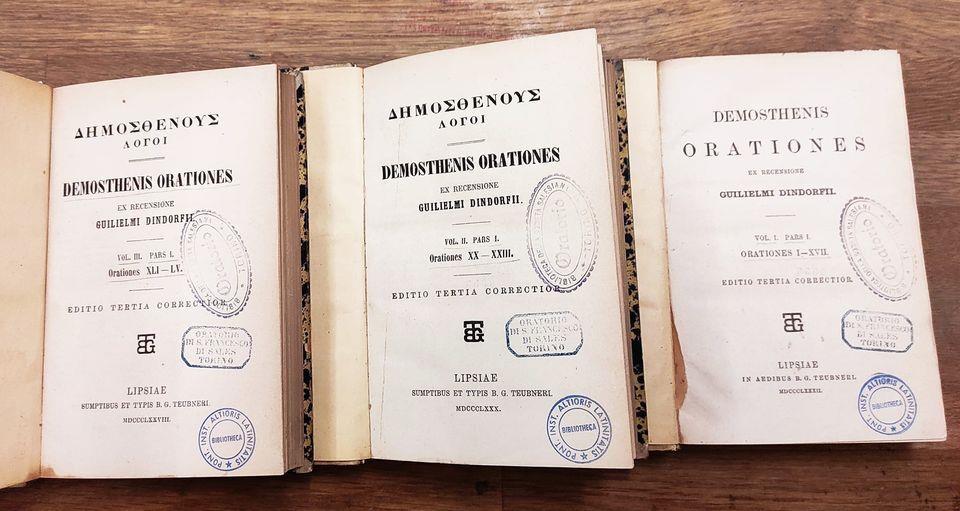 ΔΗΜΟΣΘΕΝΟΥΣ
ΛΟΓΟΙ
DEMOSTHENIS ORATIONES
EX RECENSIONE
GUILIELMI DINDORFII.
VOL. III. PARS I.
Orationes XLI — LV.
EDITIO TERTIA CORRECTIOR.
ORATORIO
DI S. FRANCESCO
DI SALES
TORINO
LIPSIAE
SUMPTIBUS ET TYPIS B. G. TEUBNERI.
MDCCCLXXVIII.
PONT. INST. ALTIORIS LATINITATIS
BIBLIOTHECA
ΔΗΜΟΣΘΕΝΟΥΣ
ΛΟΓΟΙ
DEMOSTHENIS ORATIONES
EX RECENSIONE
GUILIELMI DINDORFII.
VOL. II. PARS I.
Orationes XX — XXIII.
BIBLIOTECA DELLA SOCIETÀ SALESIANA
Oratorio
EDITIO TERTIA CORRECTIOR.
ORATORIO
DI S. FRANCESCO
DI SALES
TORINO
LIPSIAE
SUMPTIBUS ET TYPIS B. G. TEUBNERI.
MDCCCLXXX.
PONT. INST. ALTIORIS LATINITATIS
BIBLIOTHECA
DEMOSTHENIS
ORATIONES
EX RECENSIONE
GUILIELMI DINDORFII.
VOL. I. PARS I.
ORATIONES I—XVII.
EDITIO TERTIA CORRECTIOR.
ORATORIO
DI S. FRANCESCO
DI SALES
TORINO
LIPSIAE
IN AEDIBUS B. G. TEUBNERI.
MDCCCLXXXII.
PONT. INST. ALTIORIS LATINITATIS
BIBLIOTHECA